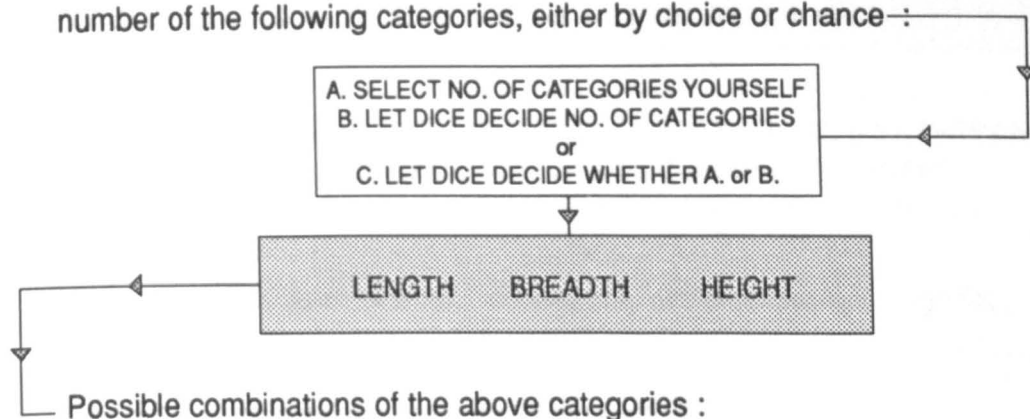 number of the following categories, either by choice or chance :
A. SELECT NO. OF CATEGORIES YOURSELF
B. LET DICE DECIDE NO. OF CATEGORIES
or
C. LET DICE DECIDE WHETHER A. or B.
LENGTH BREADTH HEIGHT
Possible combinations of the above categories :